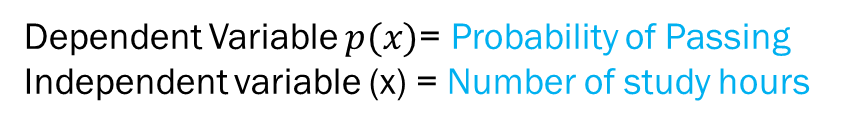 Dependent Variable p(x)= Probability of Passing
Independent variable (x) = Number of study hours